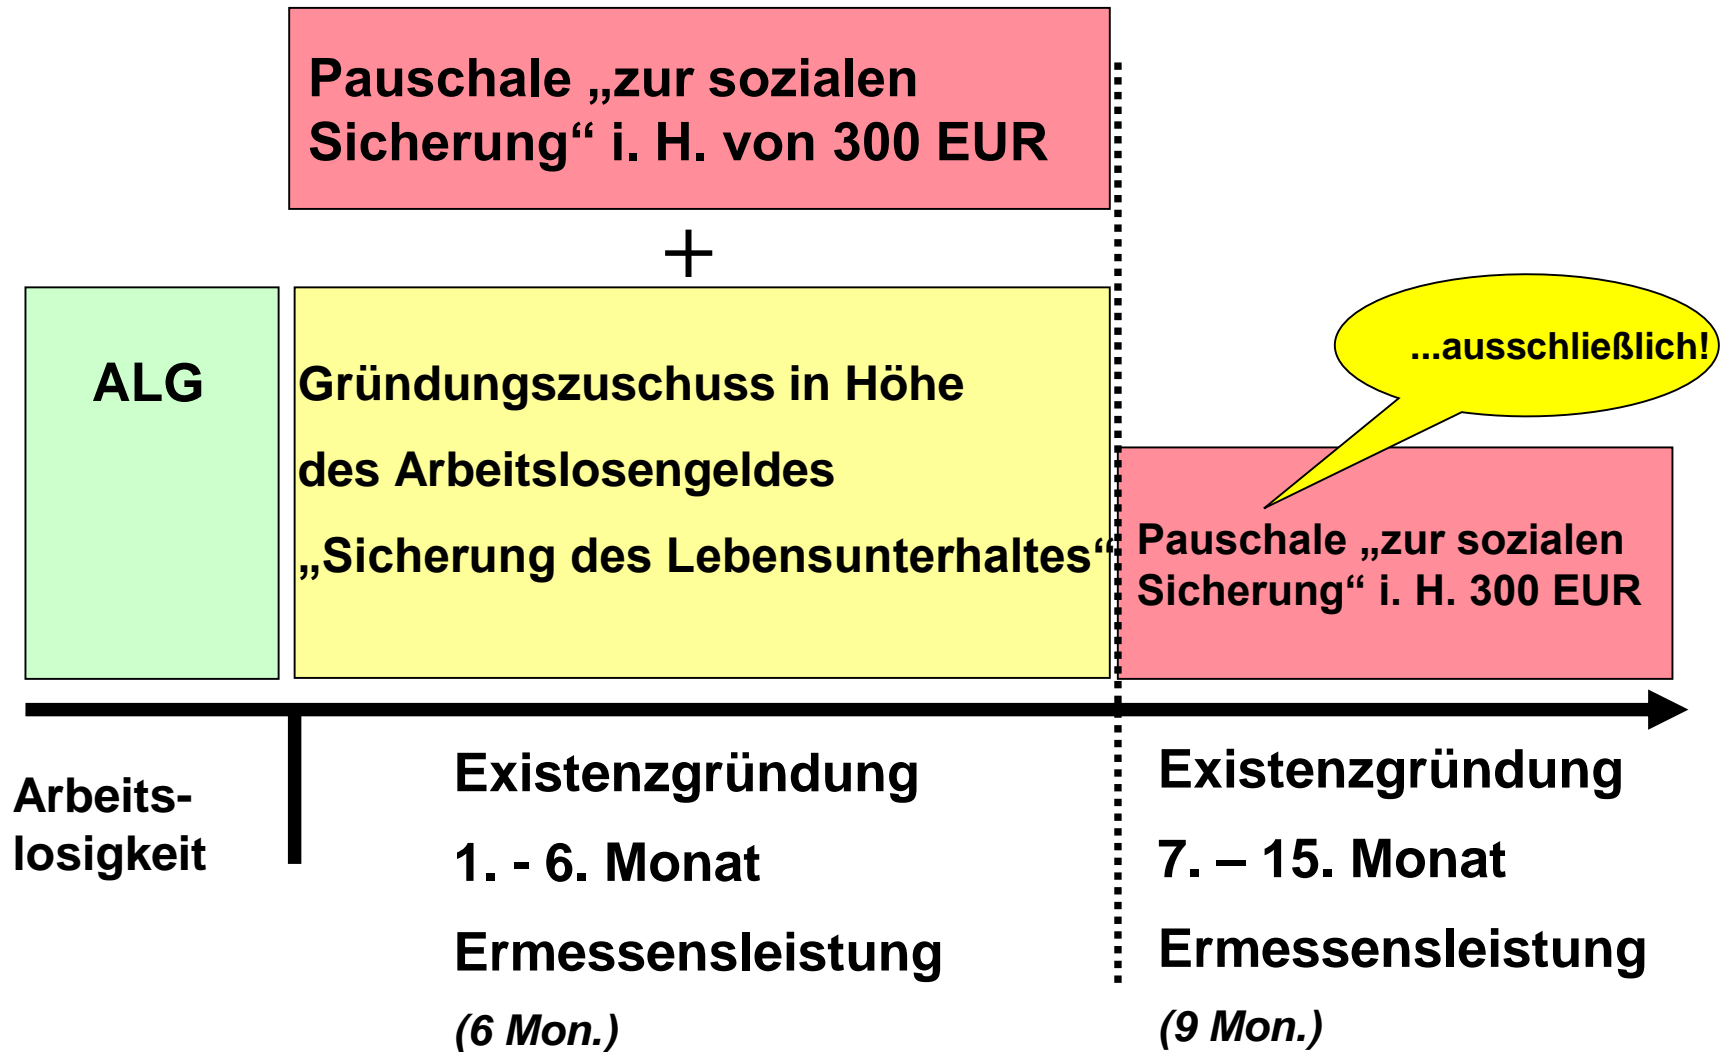 Pauschale „zur sozialen
Sicherung“ i. H. von 300 EUR
+
ALG
Gründungszuschuss in Höhe
des Arbeitslosengeldes
„Sicherung des Lebensunterhaltes“
...ausschließlich!
Pauschale „zur sozialen
Sicherung“ i. H. 300 EUR
Arbeits-
losigkeit
Existenzgründung
1. - 6. Monat
Ermessensleistung
(6 Mon.)
Existenzgründung
7. – 15. Monat
Ermessensleistung
(9 Mon.)